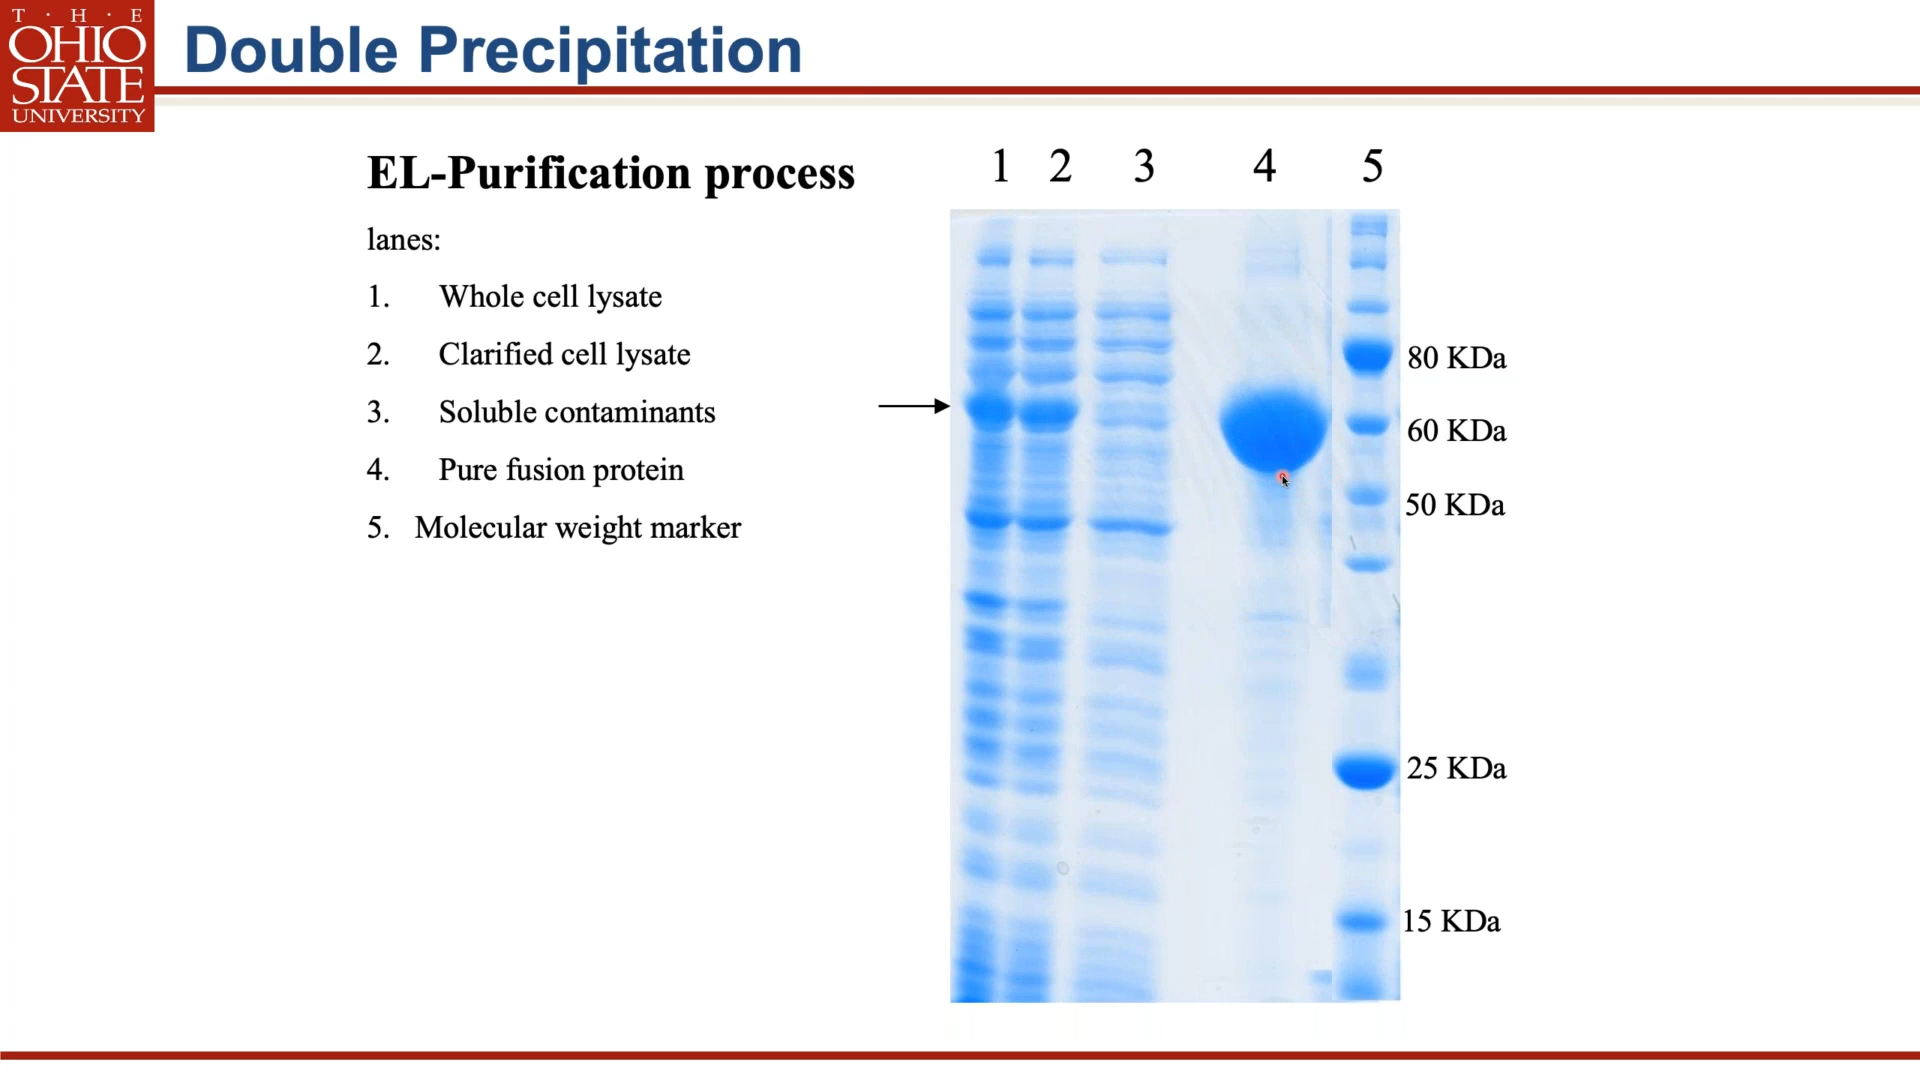 T · H · E
OHIO
STATE
UNIVERSITY
Double Precipitation
EL-Purification process
lanes:
1. Whole cell lysate
2. Clarified cell lysate
3. Soluble contaminants
4. Pure fusion protein
5. Molecular weight marker
1 2 3 4 5
80 KDa
60 KDa
50 KDa
25 KDa
15 KDa